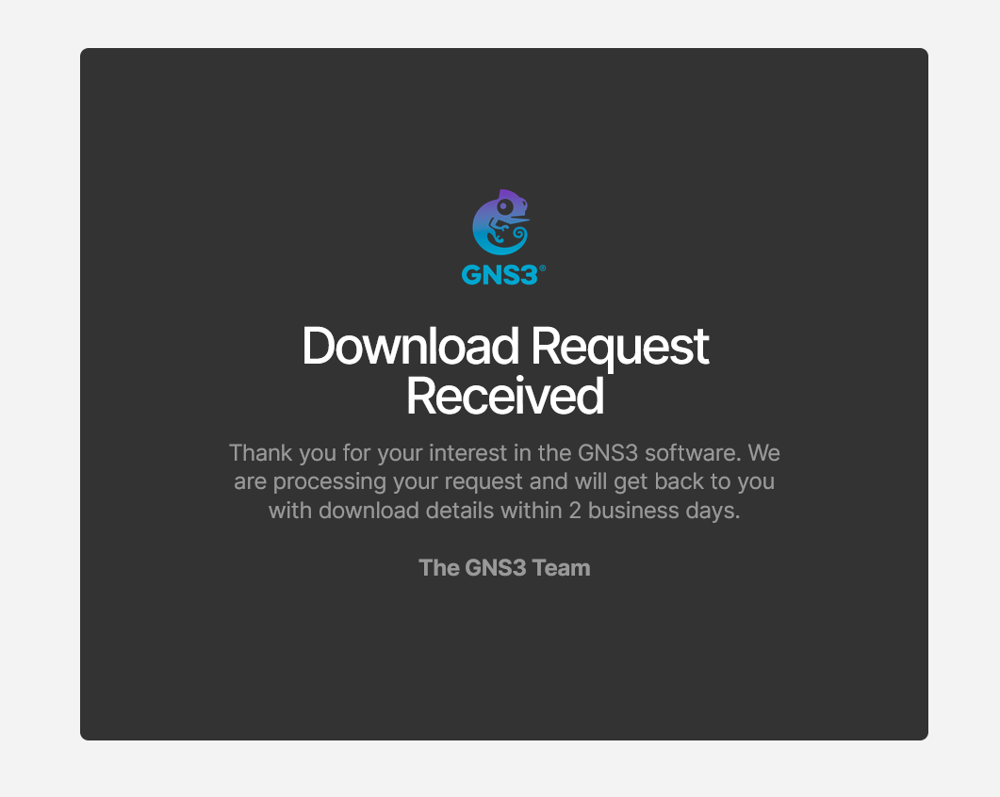 GNS3®
Download Request
Received
Thank you for your interest in the GNS3 software. We
are processing your request and will get back to you
with download details within 2 business days.
The GNS3 Team